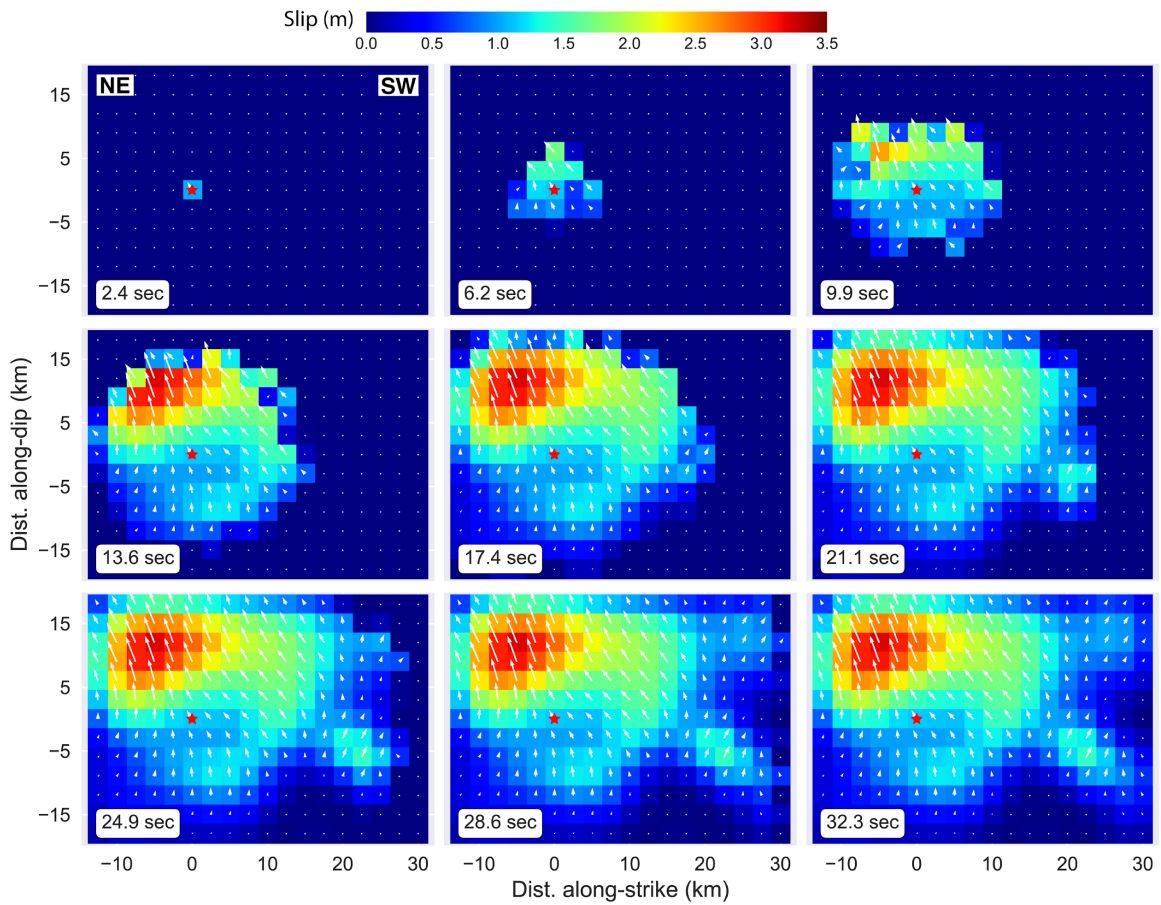 Slip (m)
0.0 0.5 1.0 1.5 2.0 2.5 3.0 3.5
NE SW
15
5
−5
−15
2.4 sec
6.2 sec
9.9 sec
Dist. along-dip (km)
15
5
−5
−15
13.6 sec
17.4 sec
21.1 sec
15
5
−5
−15
24.9 sec
28.6 sec
32.3 sec
−10 0 10 20 30
−10 0 10 20 30
−10 0 10 20 30
Dist. along-strike (km)